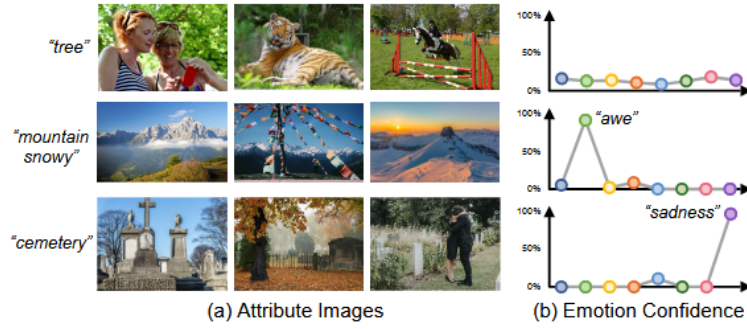 "tree"
100%
50%
0%
"mountain
snowy"
100%
50%
0%
"awe"
"cemetery"
100%
50%
0%
"sadness"
(a) Attribute Images
(b) Emotion Confidence